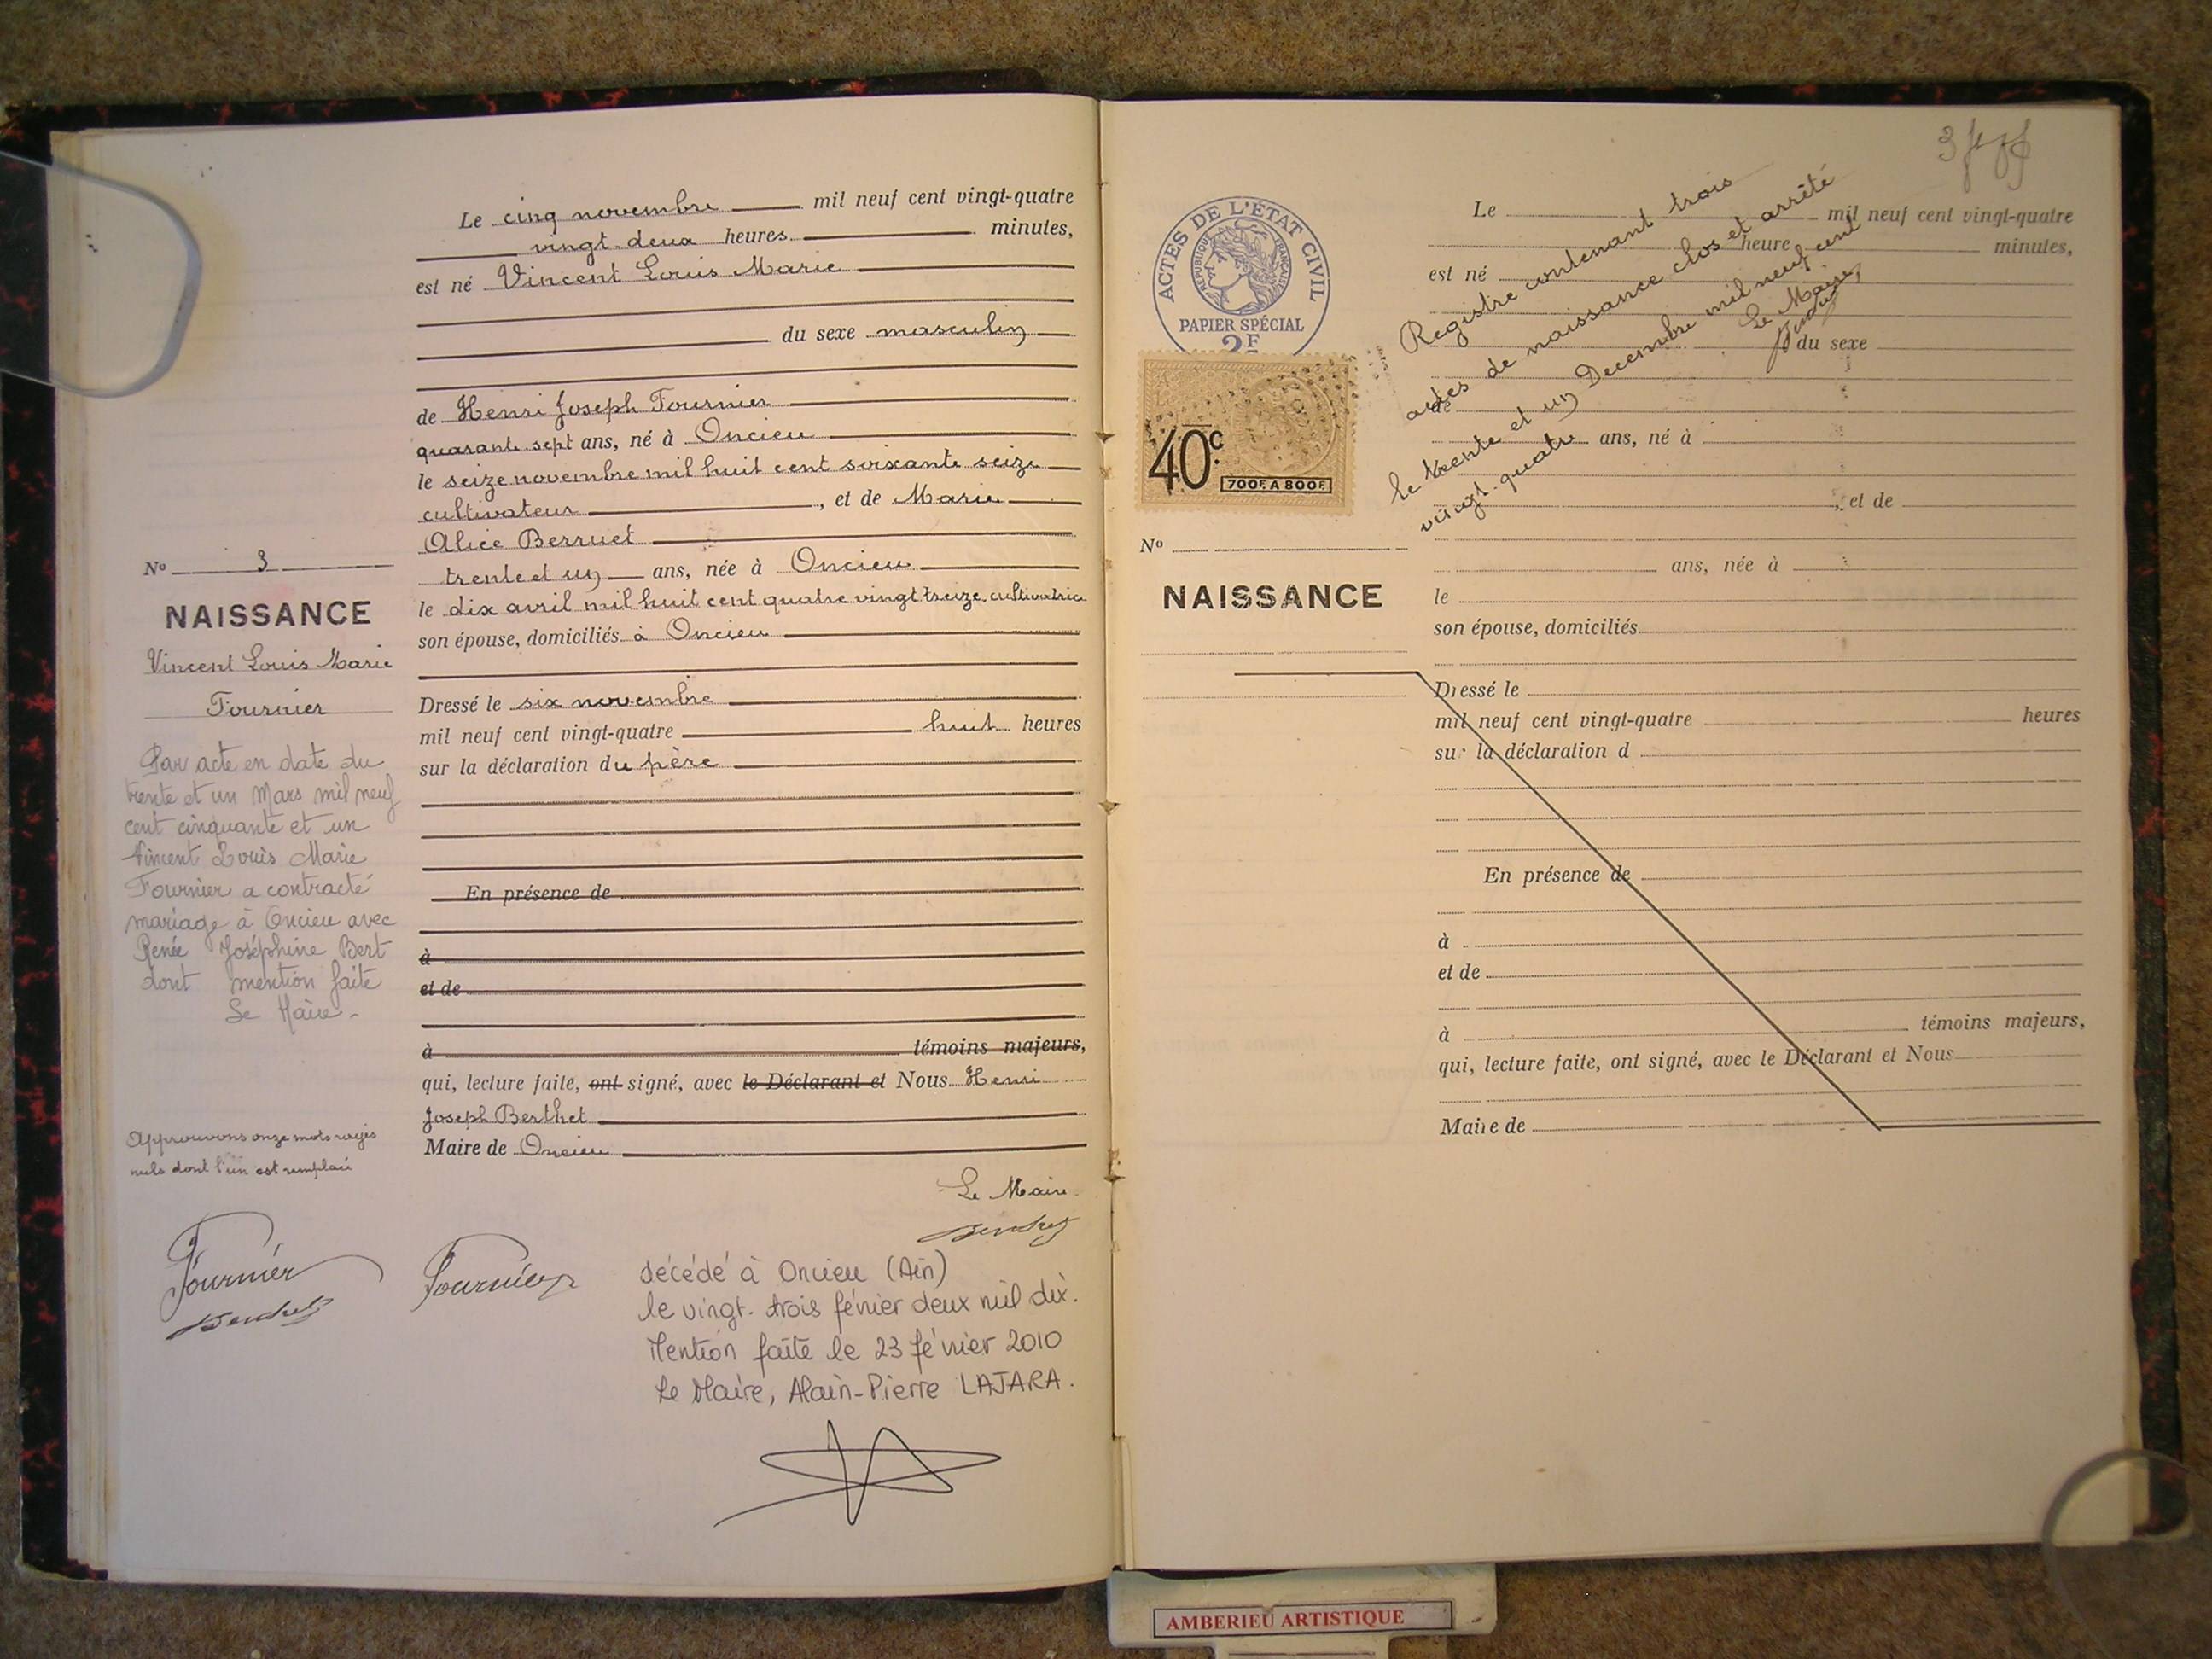 Le cinq novembre mil neuf cent vingt-quatre
vingt-deux heures minutes,
est né Vincent Louis Marie
du sexe masculin
de Henri Joseph Fournier
quarante sept ans, né à Oncieu
le seize novembre mil huit cent soixante seize
cultivateur, et de Marie
Alice Berruet
trente et un ans, née à Oncieu
le dix avril mil huit cent quatre vingt treize, cultivatrice
son épouse, domiciliés à Oncieu
Dressé le six novembre
mil neuf cent vingt-quatre huit heures
sur la déclaration du père
En présence de
à
et de
à témoins majeurs,
qui, lecture faite, ont signé, avec le Déclarant et Nous Henri
Joseph Berthet
Maire de Oncieu
Le Maire
Berthet
No 3
NAISSANCE
Vincent Louis Marie
Fournier
Par acte en date du
trente et un Mars mil neuf
cent cinquante et un
Vincent Louis Marie
Fournier a contracté
mariage à Oncieu avec
Renée Joséphine Bert
dont mention faite
Le Maire -
Approuvons onze mots rayés
nuls dont l'un est remplacé
Fournier
Berthet
Fournier
décédé à Oncieu (Ain)
le vingt-trois février deux mil dix.
Mention faite le 23 février 2010
Le Maire, Alain-Pierre LAJARA.
ACTES DE L'ÉTAT CIVIL
RÉPUBLIQUE FRANÇAISE
PAPIER SPÉCIAL
2F
40c.
700F. A 800F.
Registre contenant trois
actes de naissance clos et arrêté
le trente et un Decembre mil neuf cent
vingt-quatre
Le Maire,
Le mil neuf cent vingt-quatre
heure minutes,
est né
du sexe
de
ans, né à
, et de
No
NAISSANCE
ans, née à
le
son épouse, domiciliés
Dressé le
mil neuf cent vingt-quatre heures
sur la déclaration d
En présence de
à
et de
à témoins majeurs,
qui, lecture faite, ont signé, avec le Déclarant et Nous
Maire de
AMBERIEU ARTISTIQUE